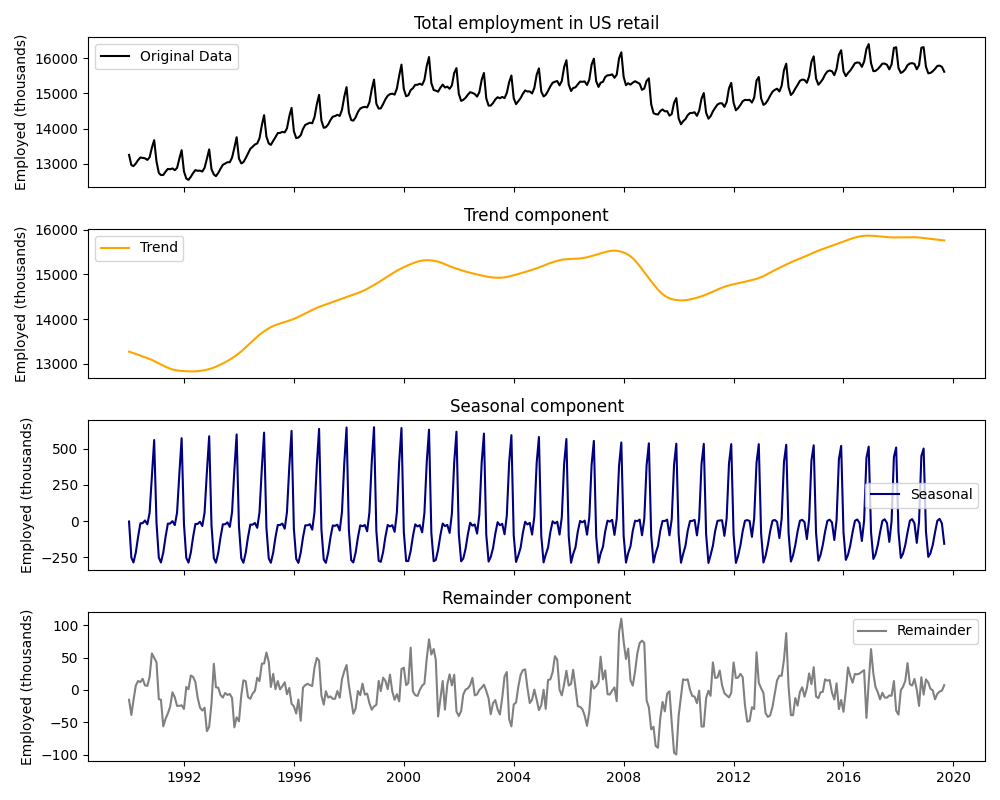 Total employment in US retail
Employed (thousands)
16000
15000
14000
13000
Original Data
Trend component
Employed (thousands)
16000
15000
14000
13000
Trend
Seasonal component
Employed (thousands)
500
250
0
−250
Seasonal
Remainder component
Employed (thousands)
100
50
0
−50
−100
Remainder
1992 1996 2000 2004 2008 2012 2016 2020